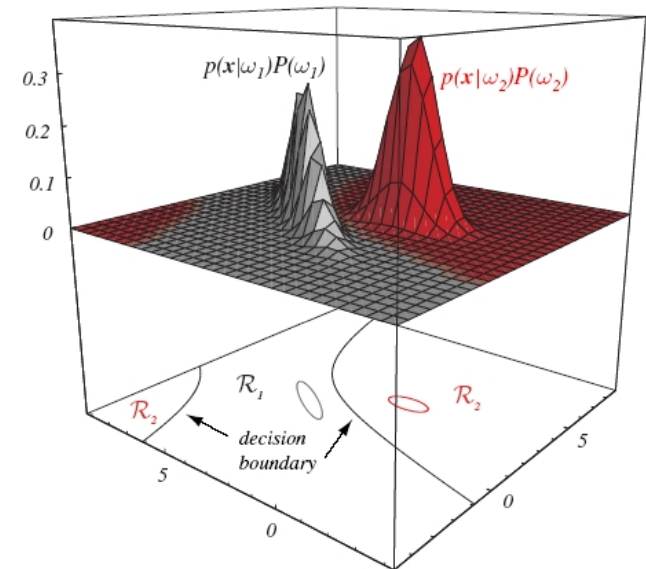 0.3
p(x|ω₁)P(ω₁)
p(x|ω₂)P(ω₂)
0.2
0.1
0
R₂
R₁
R₂
decision
boundary
5
0
0
5